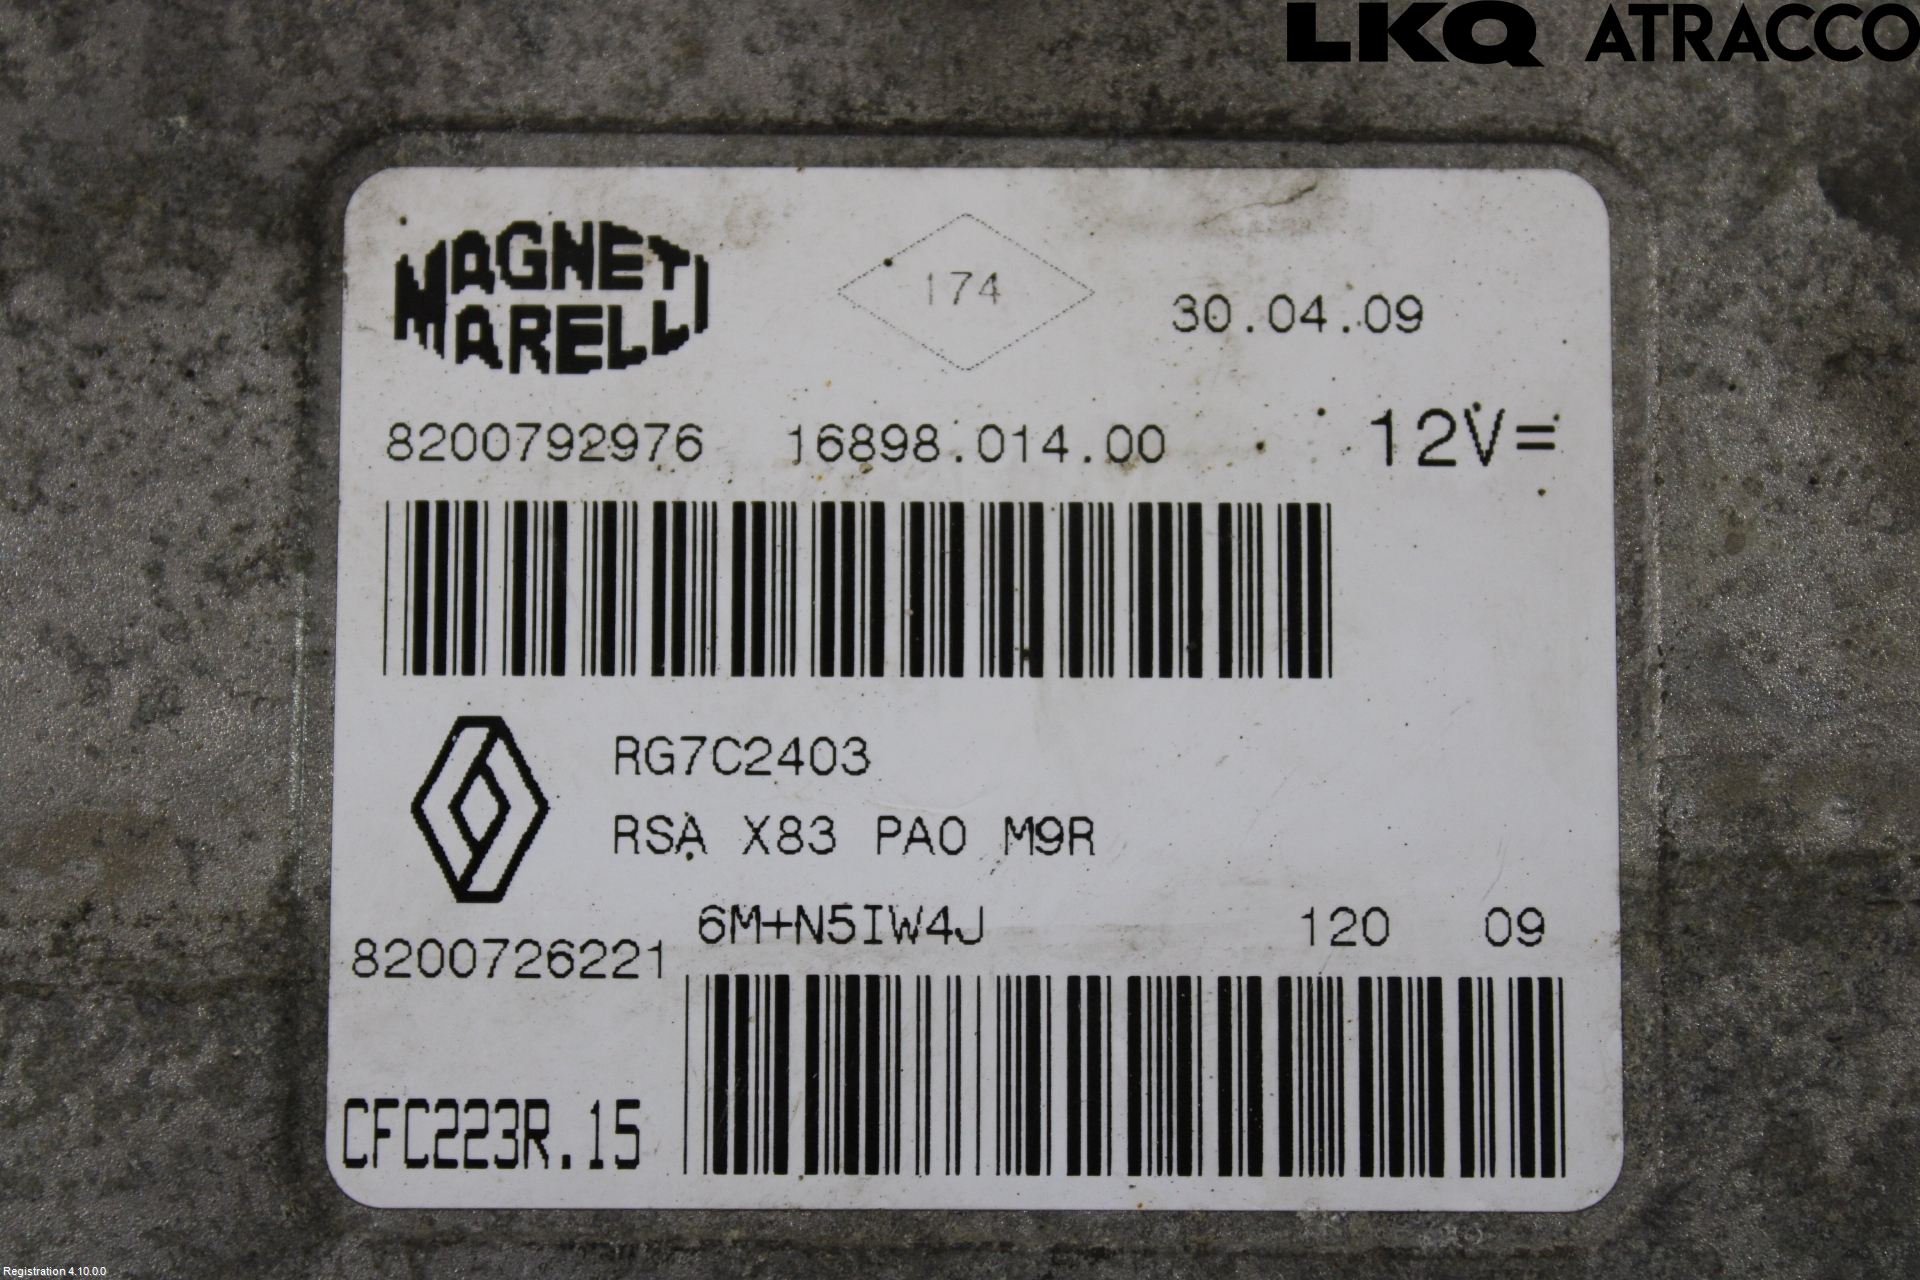 LKQ ATRACCO
MAGNETI
MARELLI
174
30.04.09
8200792976 16898.014.00 12V=
RG7C2403
RSA X83 PA0 M9R
6M+N5IW4J 120 09
8200726221
CFC223R.15
Registration 4.10.0.0